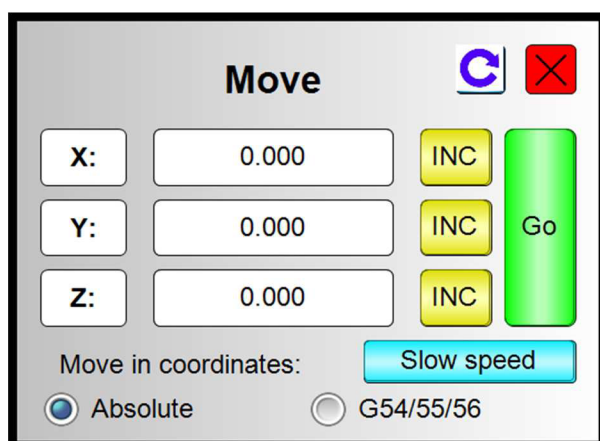 Move
X: 0.000 INC
Y: 0.000 INC Go
Z: 0.000 INC
Move in coordinates: Slow speed
Absolute G54/55/56